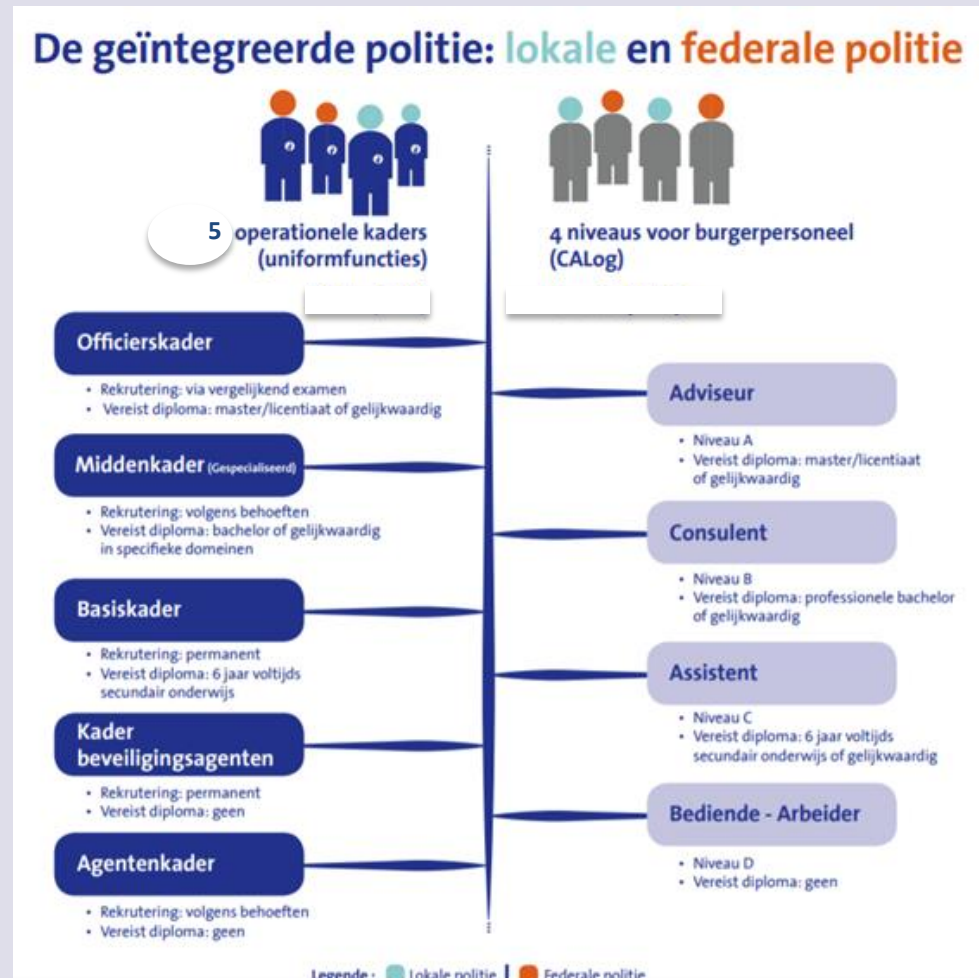 De geïntegreerde politie: lokale en federale politie
5 operationele kaders
(uniformfuncties)
Officierskader
• Rekrutering: via vergelijkend examen
• Vereist diploma: master/licentiaat of gelijkwaardig
Middenkader (Gespecialiseerd)
• Rekrutering: volgens behoeften
• Vereist diploma: bachelor of gelijkwaardig
in specifieke domeinen
Basiskader
• Rekrutering: permanent
• Vereist diploma: 6 jaar voltijds
secundair onderwijs
Kader
beveiligingsagenten
• Rekrutering: permanent
• Vereist diploma: geen
Agentenkader
• Rekrutering: volgens behoeften
• Vereist diploma: geen
4 niveaus voor burgerpersoneel
(CALog)
Adviseur
• Niveau A
• Vereist diploma: master/licentiaat
of gelijkwaardig
Consulent
• Niveau B
• Vereist diploma: professionele bachelor
of gelijkwaardig
Assistent
• Niveau C
• Vereist diploma: 6 jaar voltijds
secundair onderwijs of gelijkwaardig
Bediende - Arbeider
• Niveau D
• Vereist diploma: geen
Legende : Lokale politie | Federale politie